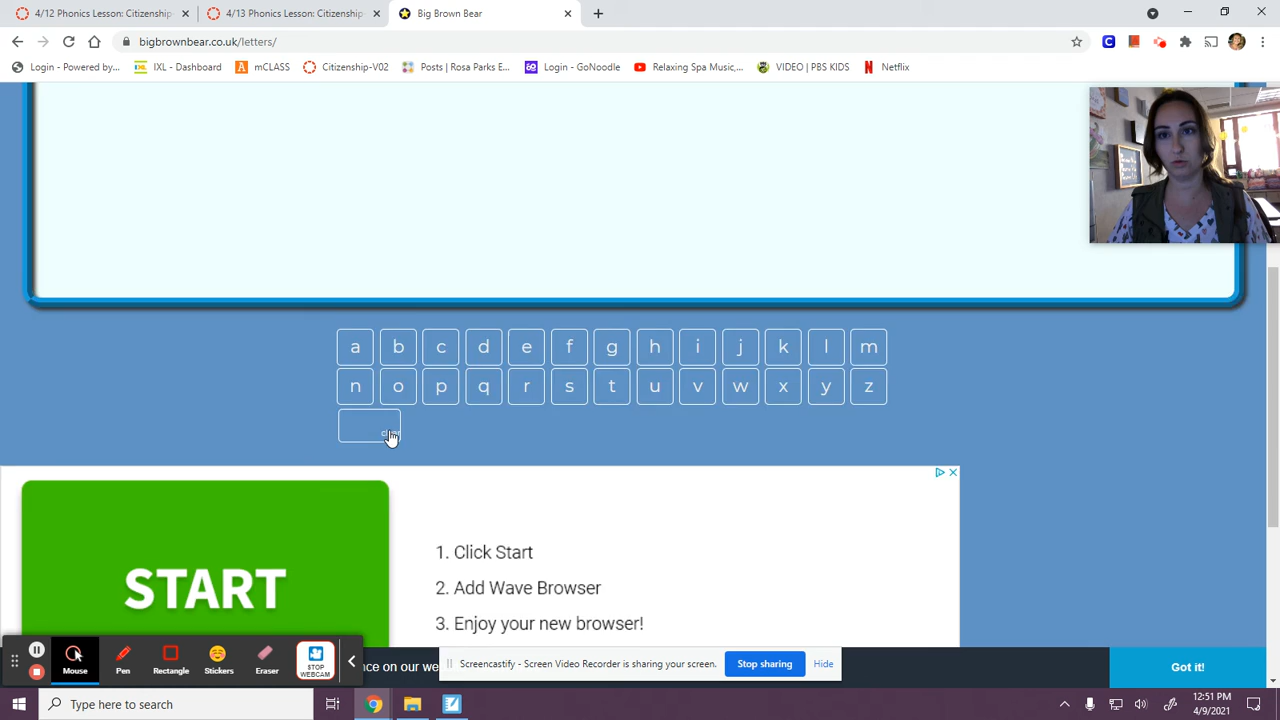 4/12 Phonics Lesson: Citizenship
4/13 Phonics Lesson: Citizenship
Big Brown Bear
bigbrownbear.co.uk/letters/
Login - Powered by...
IXL - Dashboard
mCLASS
Citizenship-V02
Posts | Rosa Parks E...
Login - GoNoodle
Relaxing Spa Music,...
VIDEO | PBS KIDS
Netflix
a b c d e f g h i j k l m
n o p q r s t u v w x y z
START
1. Click Start
2. Add Wave Browser
3. Enjoy your new browser!
Mouse
Pen
Rectangle
Stickers
Eraser
STOP
WEBCAM
nce on our we
Screencastify - Screen Video Recorder is sharing your screen.
Stop sharing
Hide
Got it!
Type here to search
12:51 PM
4/9/2021